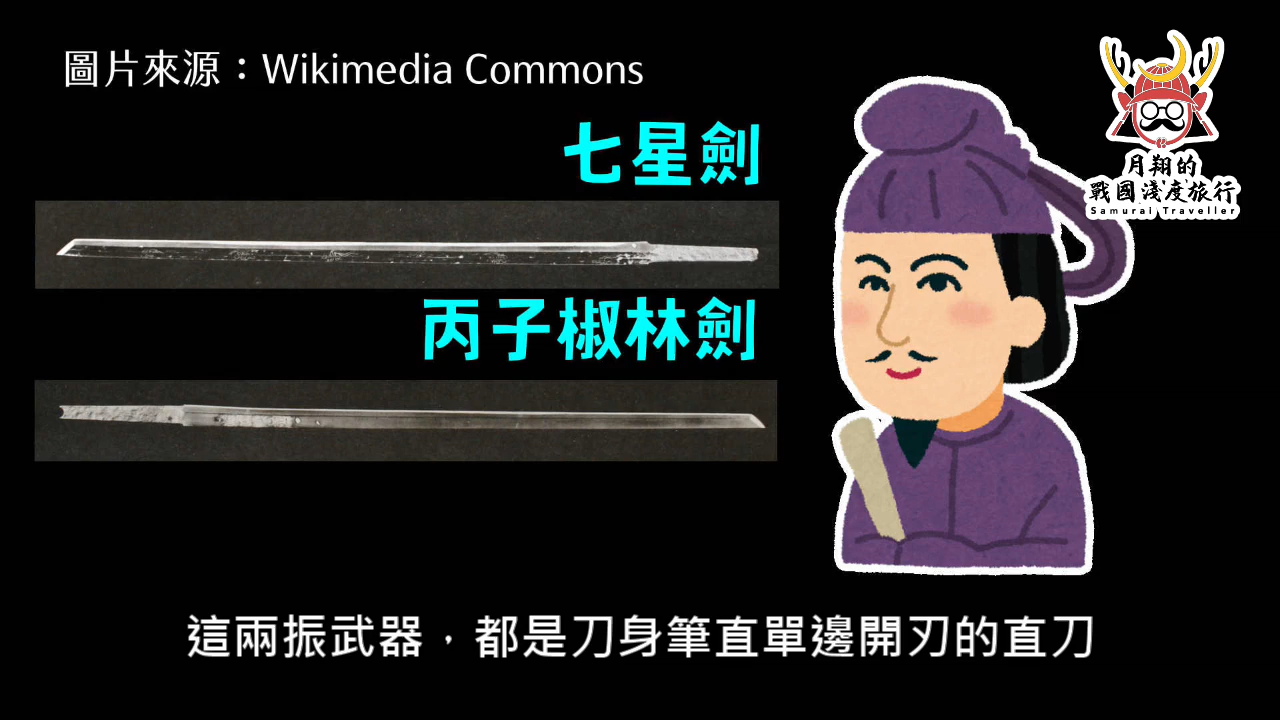 圖片來源：Wikimedia Commons
七星劍
丙子椒林劍
月翔的
戰國淺度旅行
Samurai Traveller
這兩振武器，都是刀身筆直單邊開刃的直刀